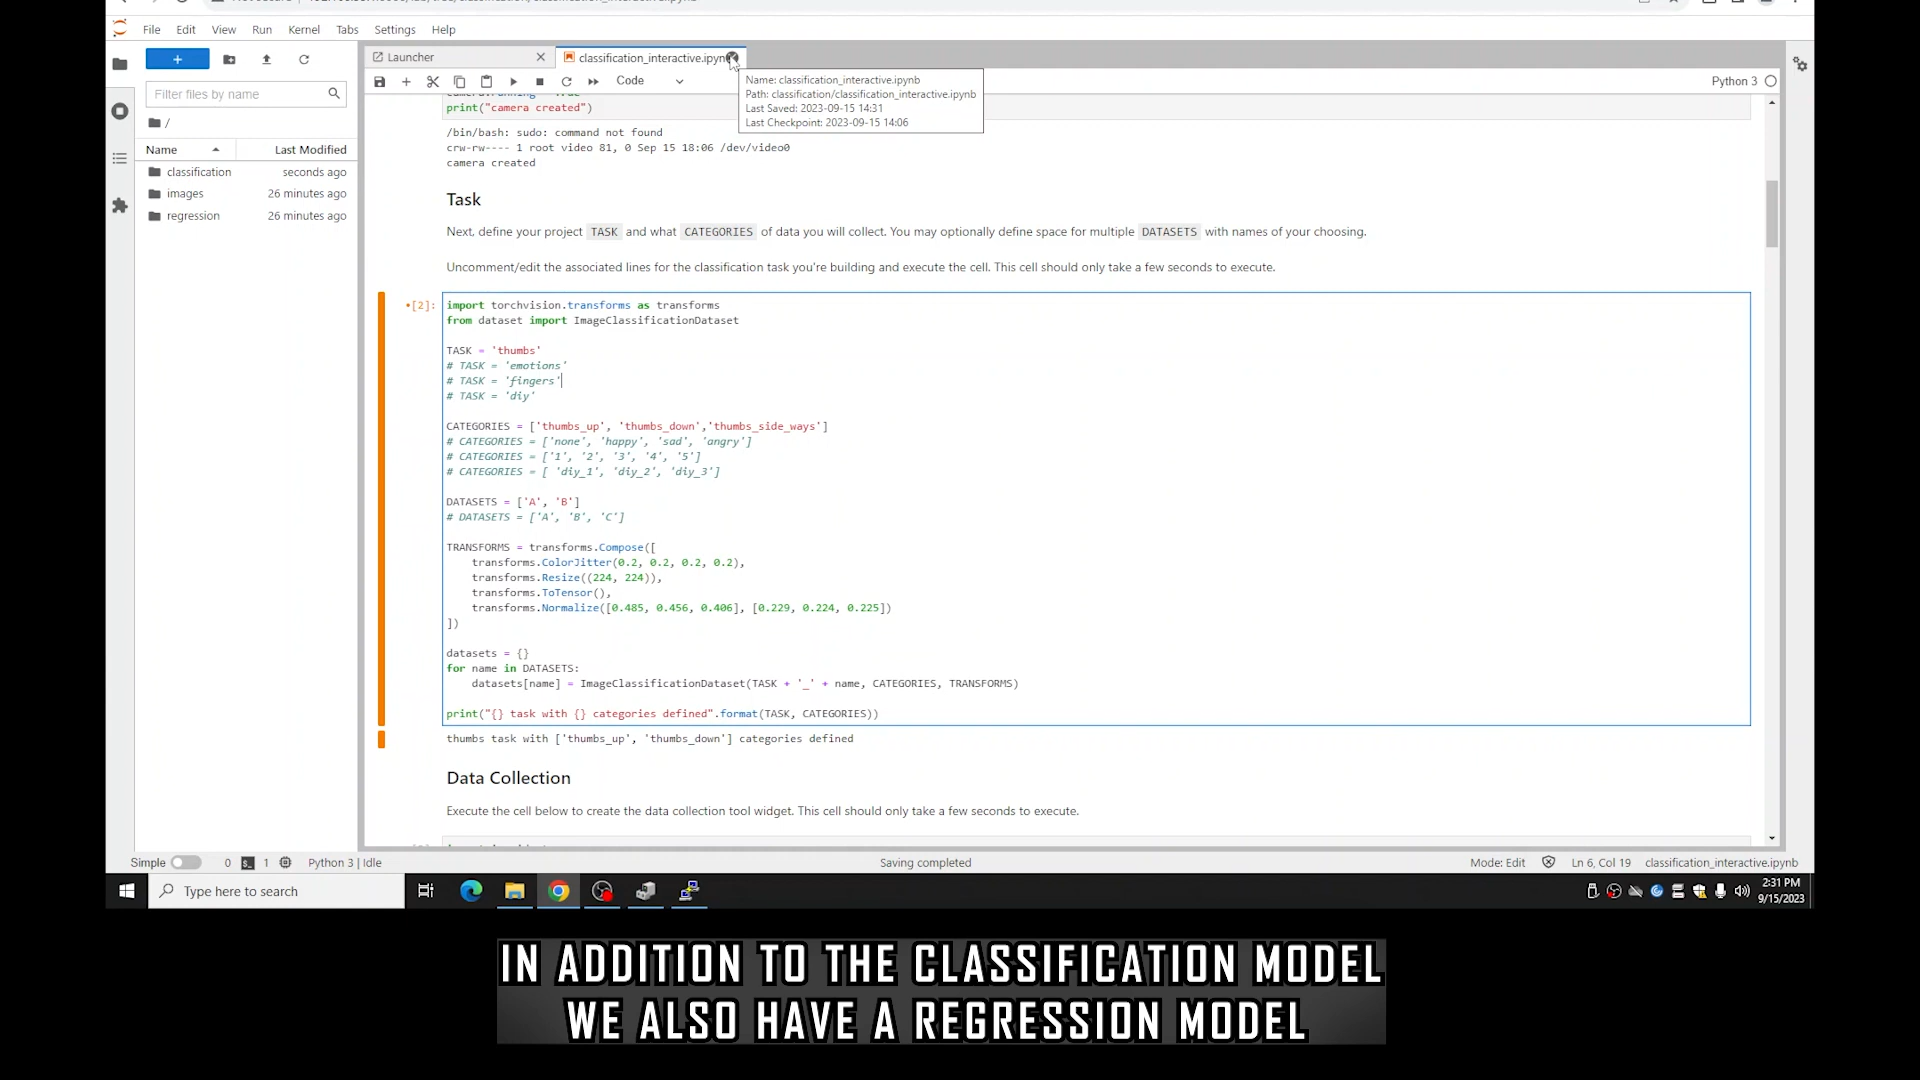 File Edit View Run Kernel Tabs Settings Help
Launcher
classification_interactive.ipyn
Code
Python 3
Name: classification_interactive.ipynb
Path: classification/classification_interactive.ipynb
Last Saved: 2023-09-15 14:31
Last Checkpoint: 2023-09-15 14:06
Filter files by name
/
Name Last Modified
classification seconds ago
images 26 minutes ago
regression 26 minutes ago
print("camera created")
/bin/bash: sudo: command not found
crw-rw---- 1 root video 81, 0 Sep 15 18:06 /dev/video0
camera created
Task
Next, define your project TASK and what CATEGORIES of data you will collect. You may optionally define space for multiple DATASETS with names of your choosing.
Uncomment/edit the associated lines for the classification task you're building and execute the cell. This cell should only take a few seconds to execute.
•[2]:
import torchvision.transforms as transforms
from dataset import ImageClassificationDataset
TASK = 'thumbs'
# TASK = 'emotions'
# TASK = 'fingers'
# TASK = 'diy'
CATEGORIES = ['thumbs_up', 'thumbs_down','thumbs_side_ways']
# CATEGORIES = ['none', 'happy', 'sad', 'angry']
# CATEGORIES = ['1', '2', '3', '4', '5']
# CATEGORIES = [ 'diy_1', 'diy_2', 'diy_3']
DATASETS = ['A', 'B']
# DATASETS = ['A', 'B', 'C']
TRANSFORMS = transforms.Compose([
transforms.ColorJitter(0.2, 0.2, 0.2, 0.2),
transforms.Resize((224, 224)),
transforms.ToTensor(),
transforms.Normalize([0.485, 0.456, 0.406], [0.229, 0.224, 0.225])
])
datasets = {}
for name in DATASETS:
datasets[name] = ImageClassificationDataset(TASK + '_' + name, CATEGORIES, TRANSFORMS)
print("{} task with {} categories defined".format(TASK, CATEGORIES))
thumbs task with ['thumbs_up', 'thumbs_down'] categories defined
Data Collection
Execute the cell below to create the data collection tool widget. This cell should only take a few seconds to execute.
Simple 0 1 Python 3 | Idle Saving completed Mode: Edit Ln 6, Col 19 classification_interactive.ipynb
Type here to search
2:31 PM
9/15/2023
IN ADDITION TO THE CLASSIFICATION MODEL
WE ALSO HAVE A REGRESSION MODEL